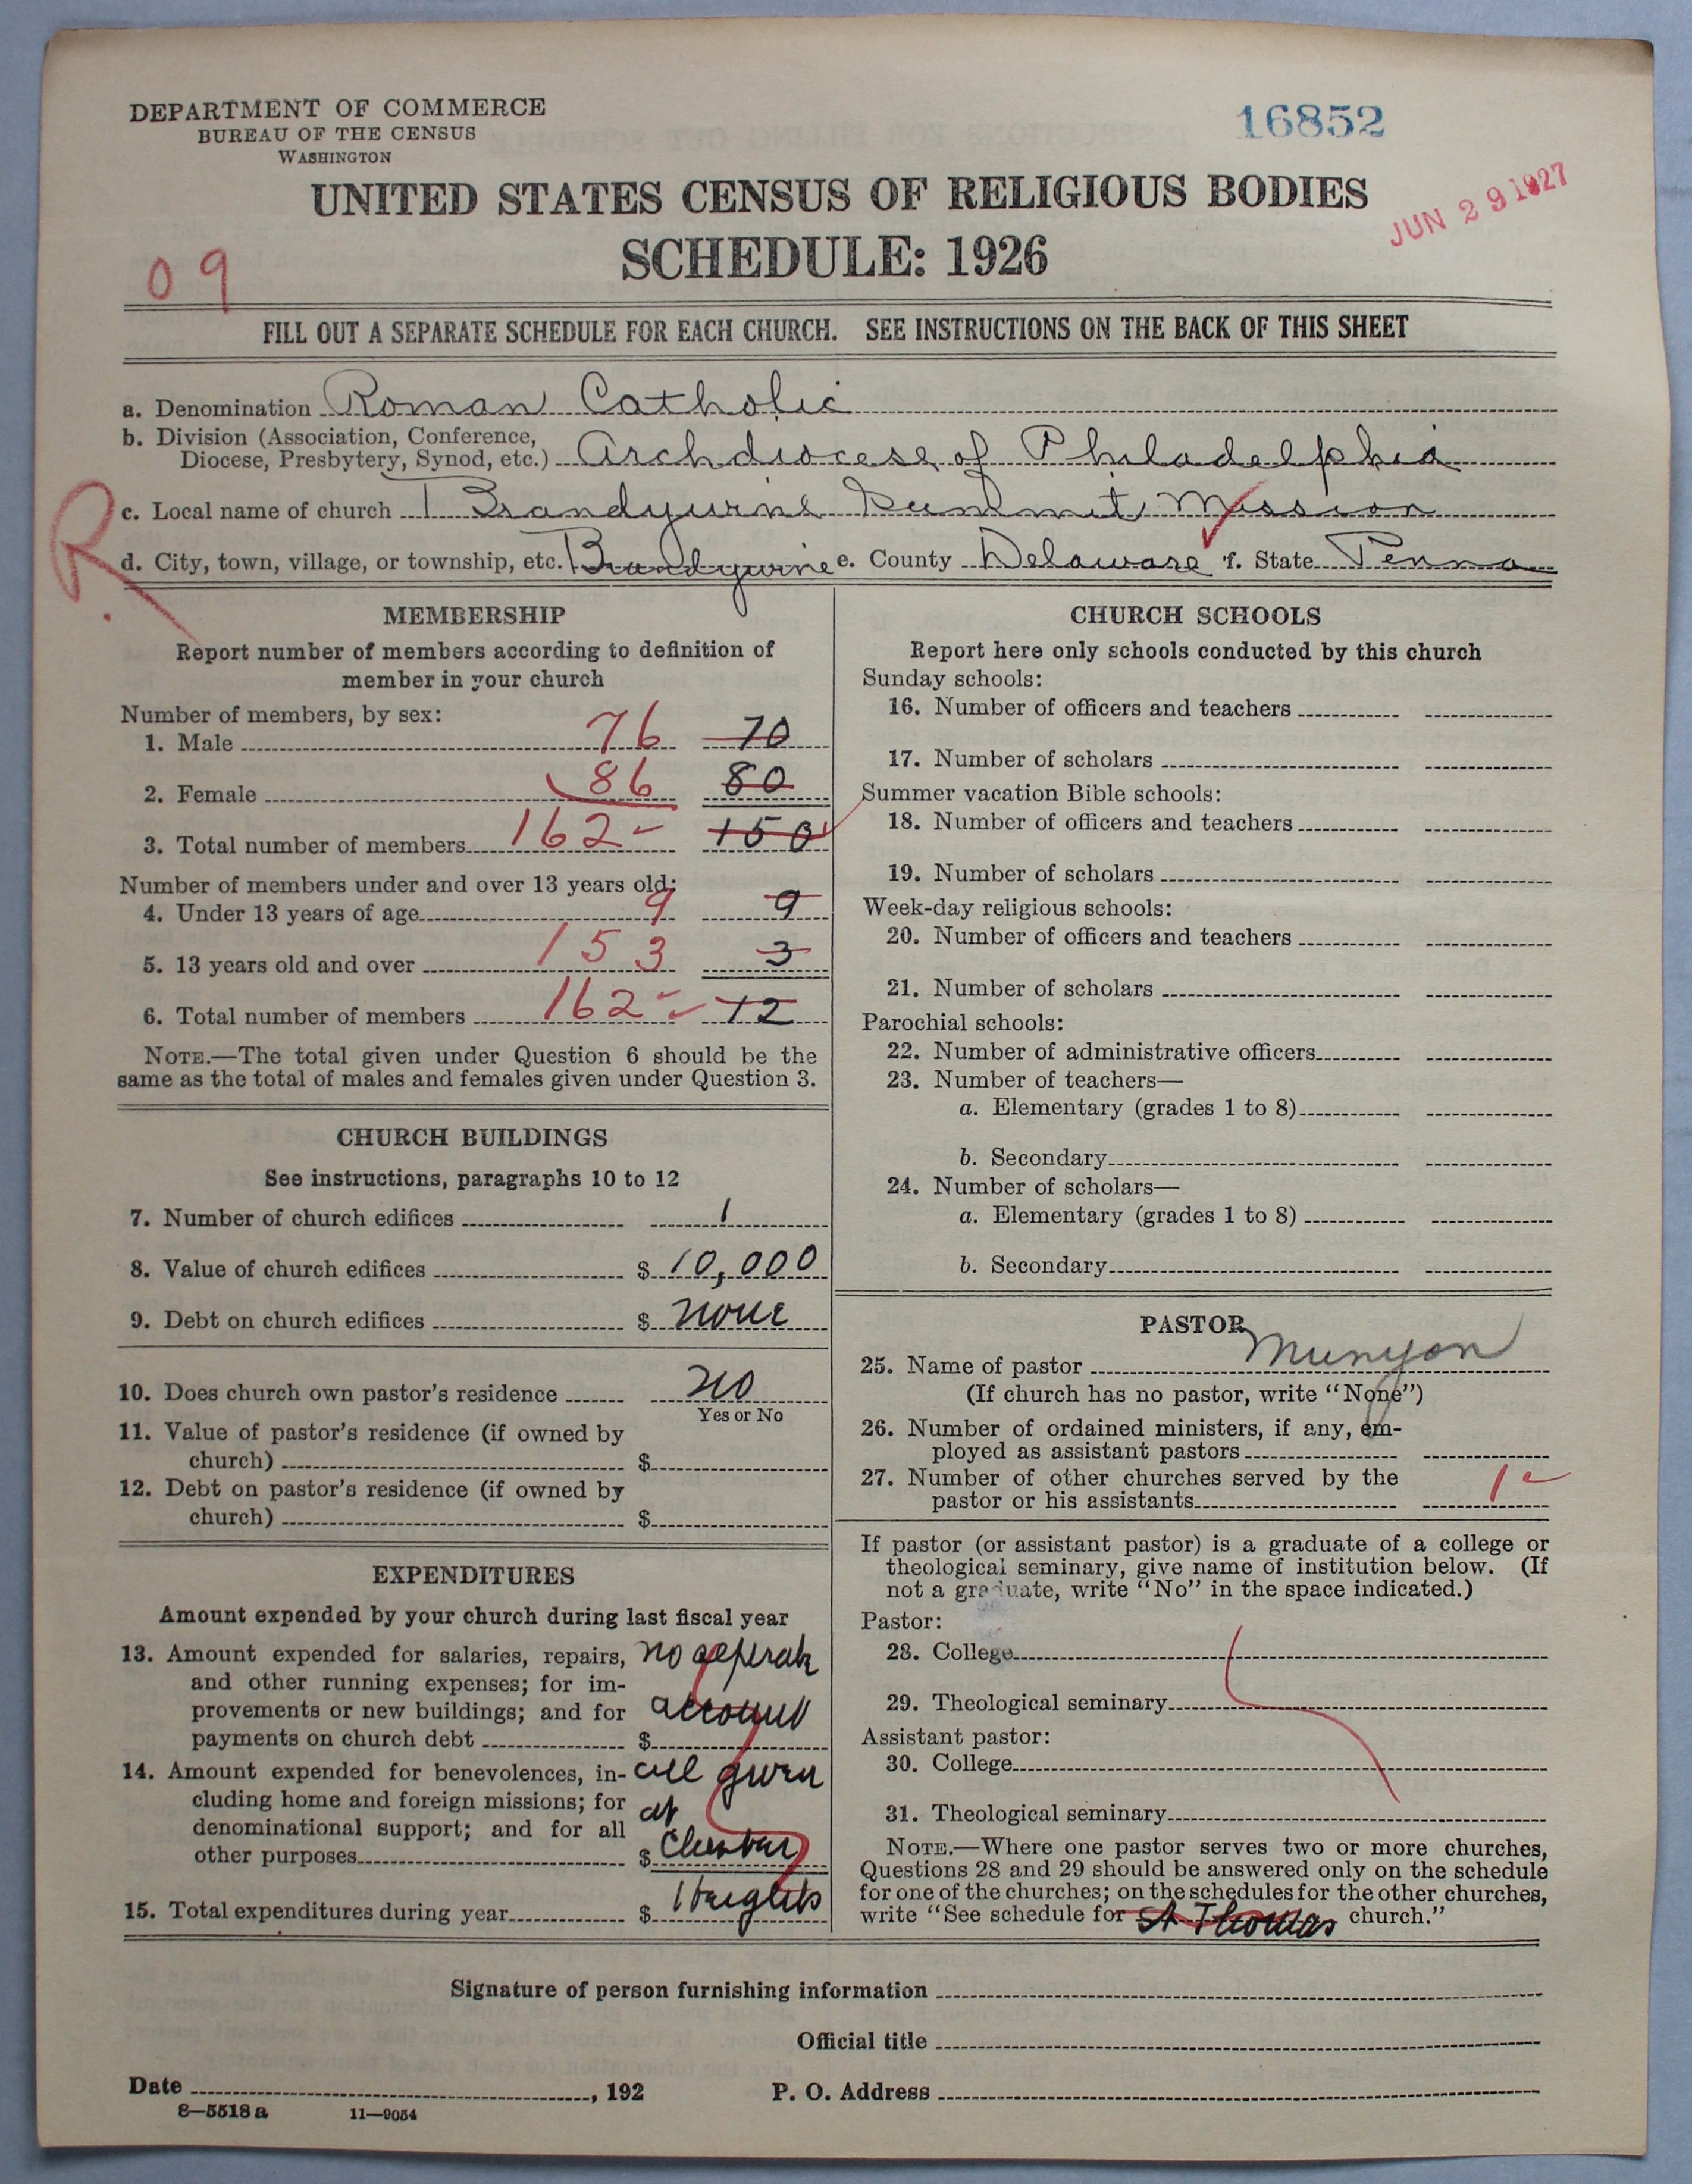 DEPARTMENT OF COMMERCE
BUREAU OF THE CENSUS
WASHINGTON
16852
UNITED STATES CENSUS OF RELIGIOUS BODIES
JUN 29 1927
SCHEDULE: 1926
09
FILL OUT A SEPARATE SCHEDULE FOR EACH CHURCH. SEE INSTRUCTIONS ON THE BACK OF THIS SHEET
a. Denomination Roman Catholic
b. Division (Association, Conference,
Diocese, Presbytery, Synod, etc.) Archdiocese of Philadelphia
R
c. Local name of church Brandywine Summit Mission
d. City, town, village, or township, etc. Brandywine e. County Delaware f. State Penna
MEMBERSHIP
Report number of members according to definition of
member in your church
Number of members, by sex:
1. Male 76 70
2. Female 86 80
3. Total number of members 162 150
Number of members under and over 13 years old:
4. Under 13 years of age 9 9
5. 13 years old and over 153 3
6. Total number of members 162 12
NOTE.—The total given under Question 6 should be the
same as the total of males and females given under Question 3.
CHURCH BUILDINGS
See instructions, paragraphs 10 to 12
7. Number of church edifices 1
8. Value of church edifices $ 10,000
9. Debt on church edifices $ none
10. Does church own pastor's residence no
Yes or No
11. Value of pastor's residence (if owned by
church) $
12. Debt on pastor's residence (if owned by
church) $
EXPENDITURES
Amount expended by your church during last fiscal year
13. Amount expended for salaries, repairs, no seperate
and other running expenses; for im-
provements or new buildings; and for account
payments on church debt $
14. Amount expended for benevolences, in- all given
cluding home and foreign missions; for at
denominational support; and for all
other purposes $ Chester
15. Total expenditures during year $ Heights
CHURCH SCHOOLS
Report here only schools conducted by this church
Sunday schools:
16. Number of officers and teachers
17. Number of scholars
Summer vacation Bible schools:
18. Number of officers and teachers
19. Number of scholars
Week-day religious schools:
20. Number of officers and teachers
21. Number of scholars
Parochial schools:
22. Number of administrative officers
23. Number of teachers—
a. Elementary (grades 1 to 8)
b. Secondary
24. Number of scholars—
a. Elementary (grades 1 to 8)
b. Secondary
PASTOR
25. Name of pastor Munyon
(If church has no pastor, write "None")
26. Number of ordained ministers, if any, em-
ployed as assistant pastors
27. Number of other churches served by the
pastor or his assistants 1
If pastor (or assistant pastor) is a graduate of a college or
theological seminary, give name of institution below. (If
not a graduate, write "No" in the space indicated.)
Pastor:
28. College
29. Theological seminary
Assistant pastor:
30. College
31. Theological seminary
NOTE.—Where one pastor serves two or more churches,
Questions 28 and 29 should be answered only on the schedule
for one of the churches; on the schedules for the other churches,
write "See schedule for St Thomas church."
Signature of person furnishing information
Official title
Date , 192
P. O. Address
8—5518 a 11—9054